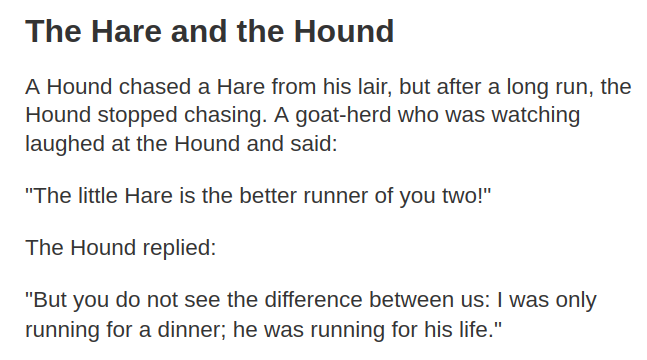 The Hare and the Hound
A Hound chased a Hare from his lair, but after a long run, the
Hound stopped chasing. A goat-herd who was watching
laughed at the Hound and said:
"The little Hare is the better runner of you two!"
The Hound replied:
"But you do not see the difference between us: I was only
running for a dinner; he was running for his life."